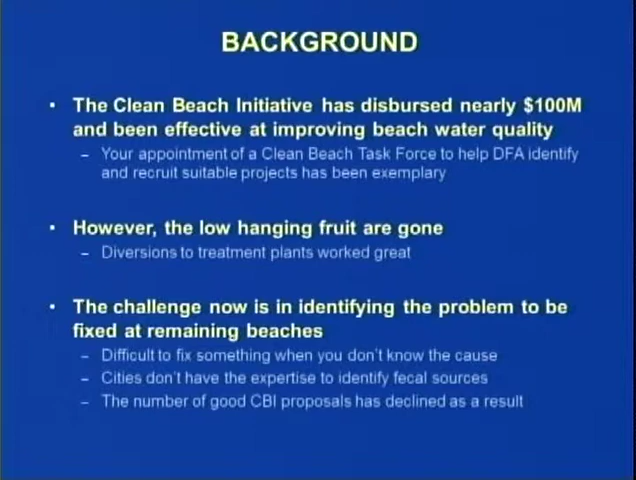 BACKGROUND
• The Clean Beach Initiative has disbursed nearly $100M
and been effective at improving beach water quality
– Your appointment of a Clean Beach Task Force to help DFA identify
and recruit suitable projects has been exemplary
• However, the low hanging fruit are gone
– Diversions to treatment plants worked great
• The challenge now is in identifying the problem to be
fixed at remaining beaches
– Difficult to fix something when you don't know the cause
– Cities don't have the expertise to identify fecal sources
– The number of good CBI proposals has declined as a result